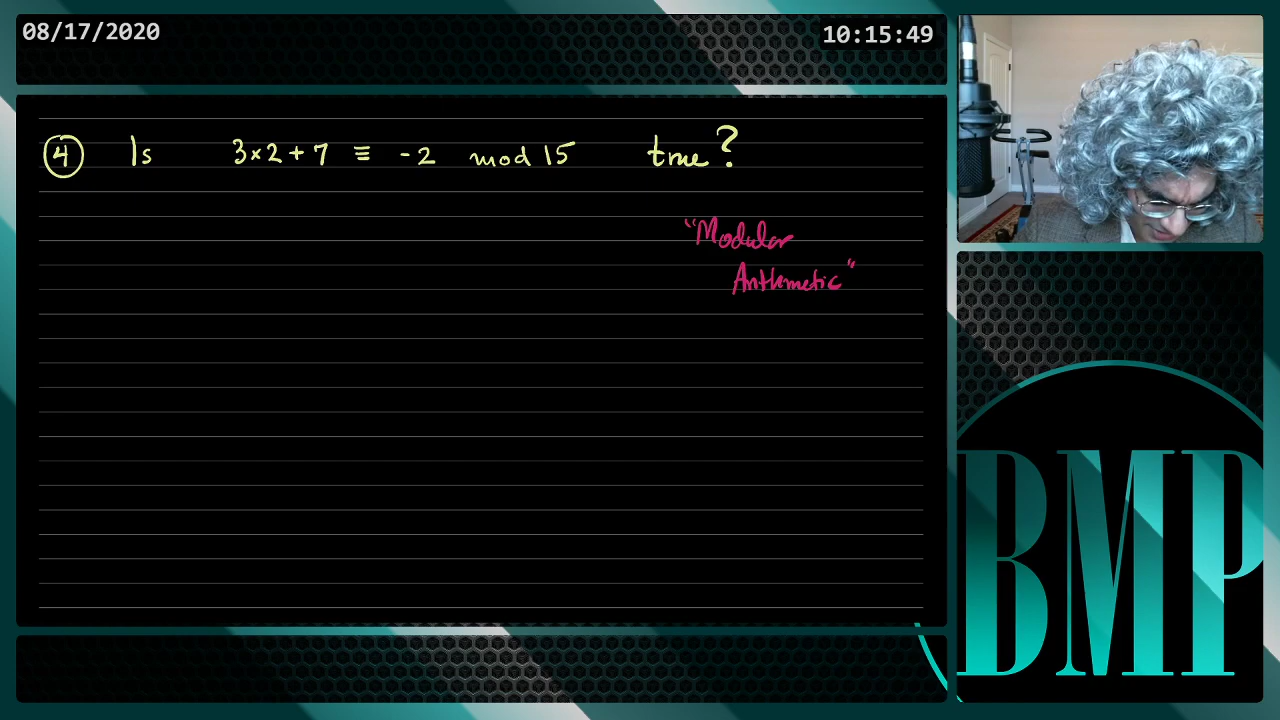 08/17/2020
10:15:49
④ Is 3×2+7 ≡ -2 mod 15 true?
"Modular
Arithmetic"
BMP